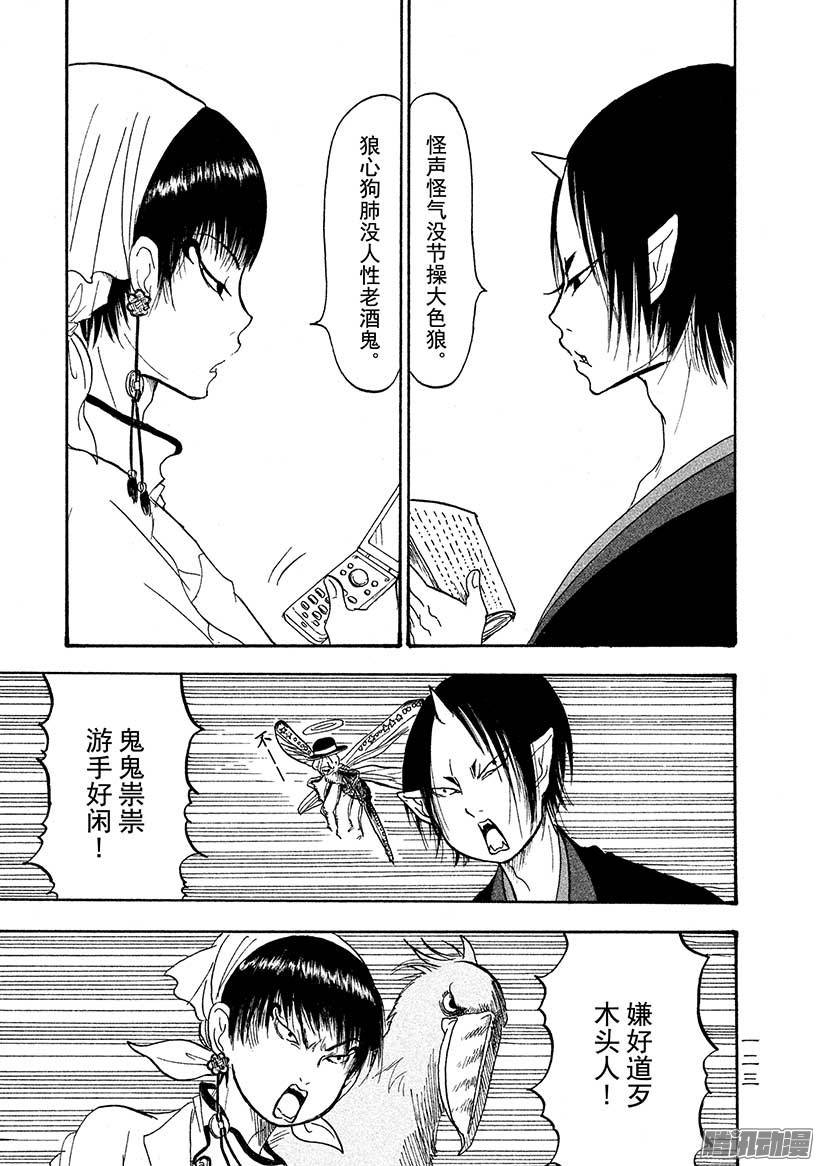 怪声怪气没节操大色狼。
狼心狗肺没人性老酒鬼。
不——
鬼鬼祟祟
游手好闲！
嫌好道歹
木头人！
一二三
腾讯动漫